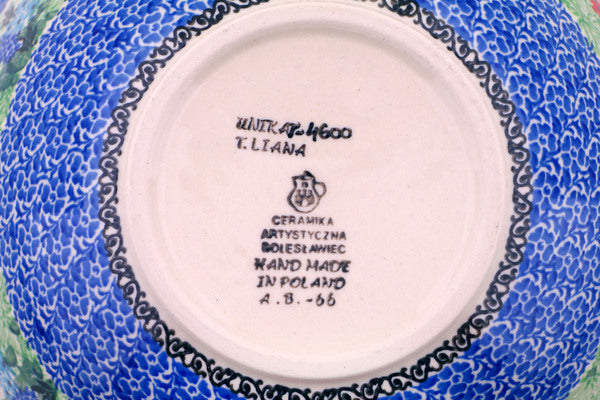 UNIKAT-4600
T. LIANA
CERAMIKA
ARTYSTYCZNA
BOLESŁAWIEC
HAND MADE
IN POLAND
A. B. -66